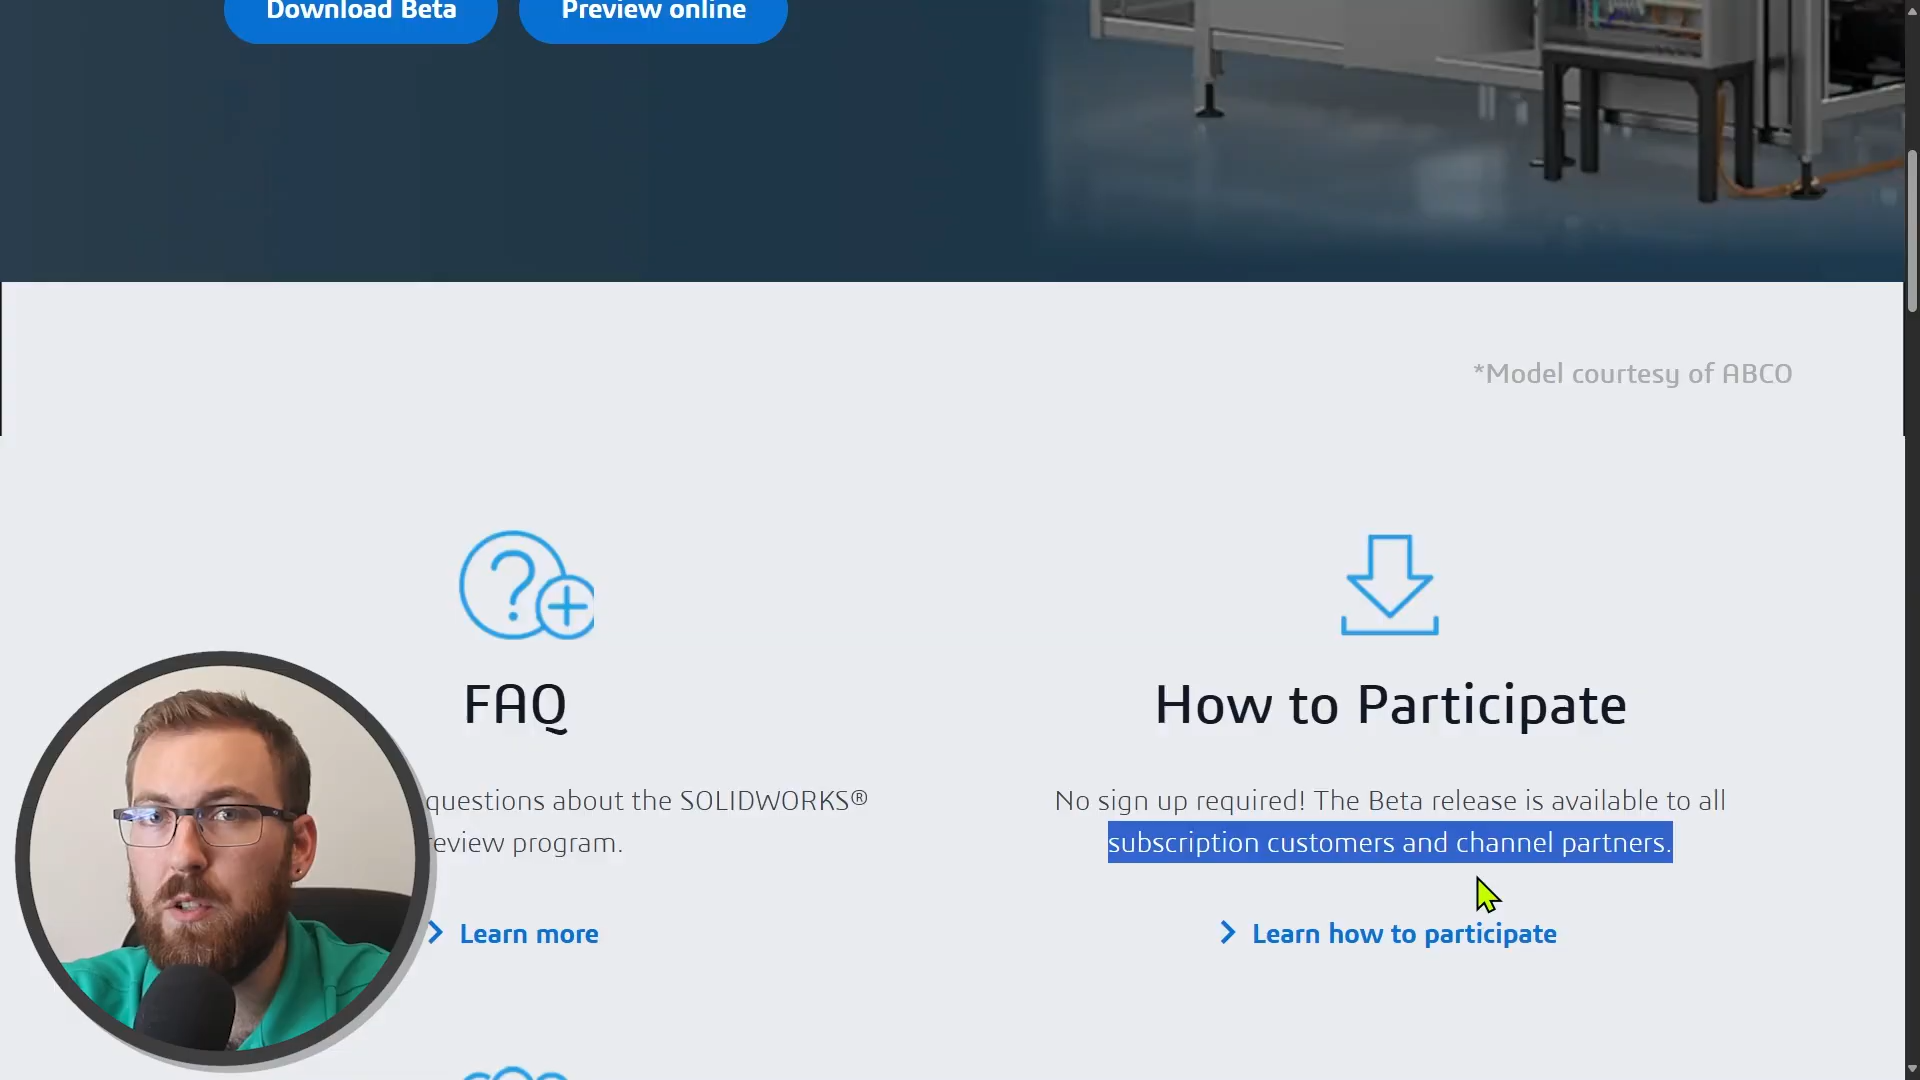 Download Beta
Preview online
*Model courtesy of ABCO
FAQ
questions about the SOLIDWORKS®
review program.
Learn more
How to Participate
No sign up required! The Beta release is available to all
subscription customers and channel partners.
Learn how to participate